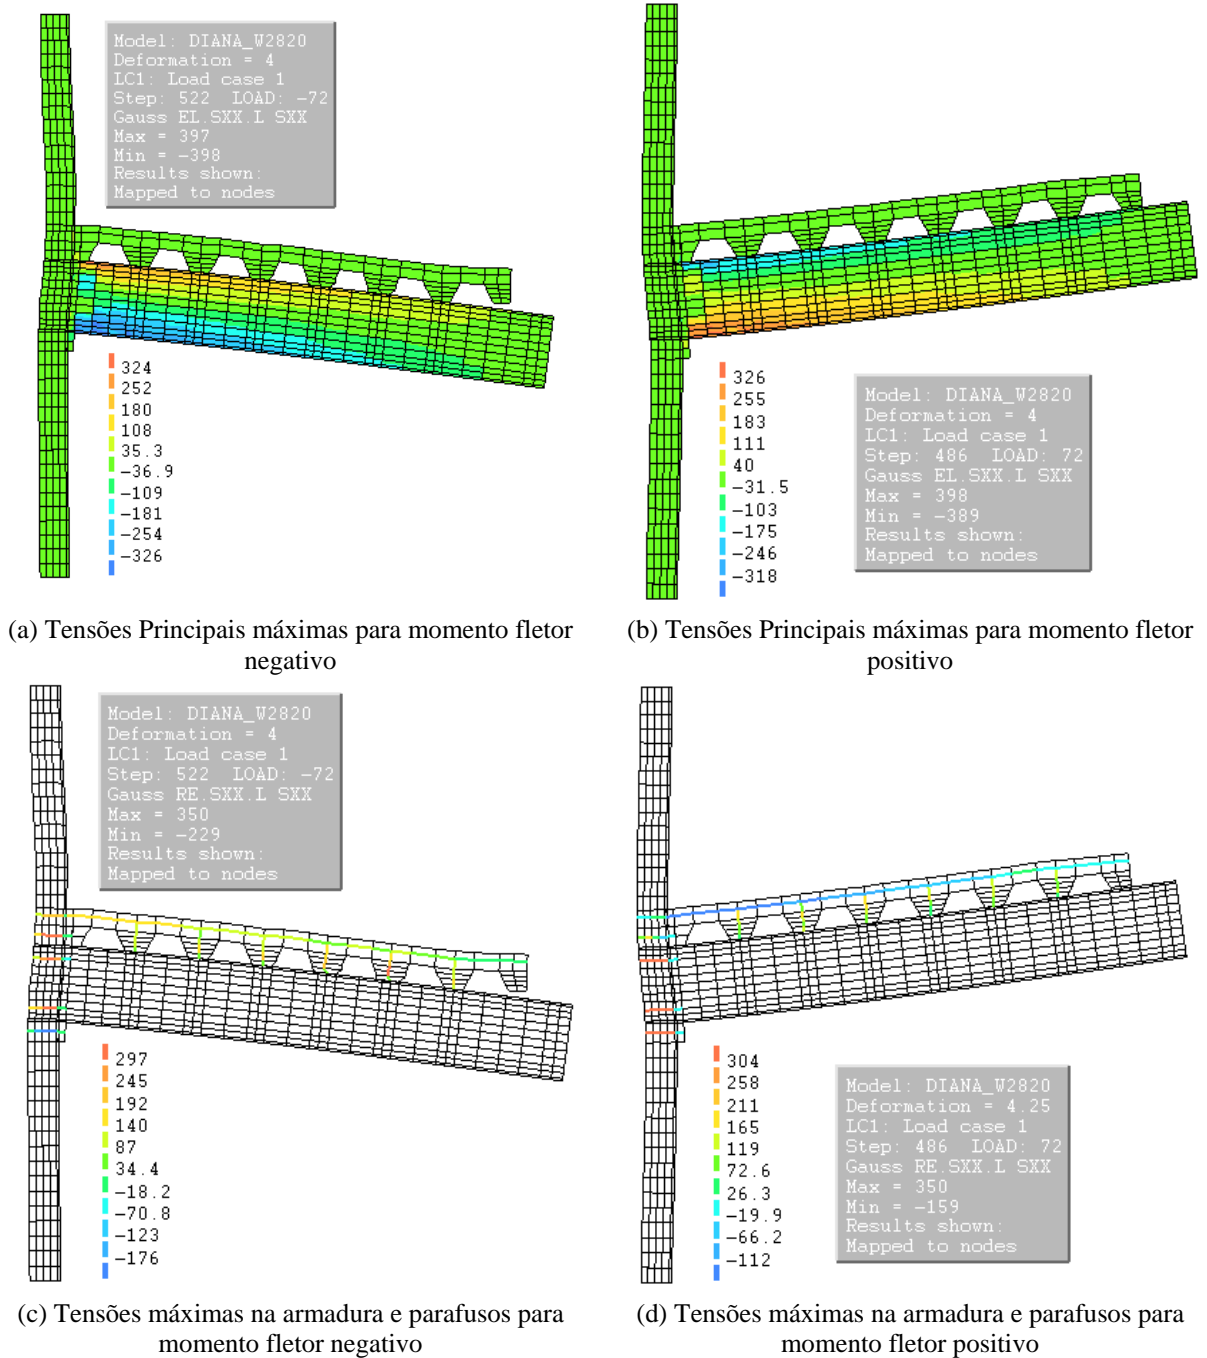 Model: DIANA_W2820
Deformation = 4
LC1: Load case 1
Step: 522 LOAD: -72
Gauss EL.SXX.L SXX
Max = 397
Min = -398
Results shown:
Mapped to nodes
324
252
180
108
35.3
-36.9
-109
-181
-254
-326
(a) Tensões Principais máximas para momento fletor
negativo
326
255
183
111
40
-31.5
-103
-175
-246
-318
Model: DIANA_W2820
Deformation = 4
LC1: Load case 1
Step: 486 LOAD: 72
Gauss EL.SXX.L SXX
Max = 398
Min = -389
Results shown:
Mapped to nodes
(b) Tensões Principais máximas para momento fletor
positivo
Model: DIANA_W2820
Deformation = 4
LC1: Load case 1
Step: 522 LOAD: -72
Gauss RE.SXX.L SXX
Max = 350
Min = -229
Results shown:
Mapped to nodes
297
245
192
140
87
34.4
-18.2
-70.8
-123
-176
(c) Tensões máximas na armadura e parafusos para
momento fletor negativo
304
258
211
165
119
72.6
26.3
-19.9
-66.2
-112
Model: DIANA_W2820
Deformation = 4.25
LC1: Load case 1
Step: 486 LOAD: 72
Gauss RE.SXX.L SXX
Max = 350
Min = -159
Results shown:
Mapped to nodes
(d) Tensões máximas na armadura e parafusos para
momento fletor positivo